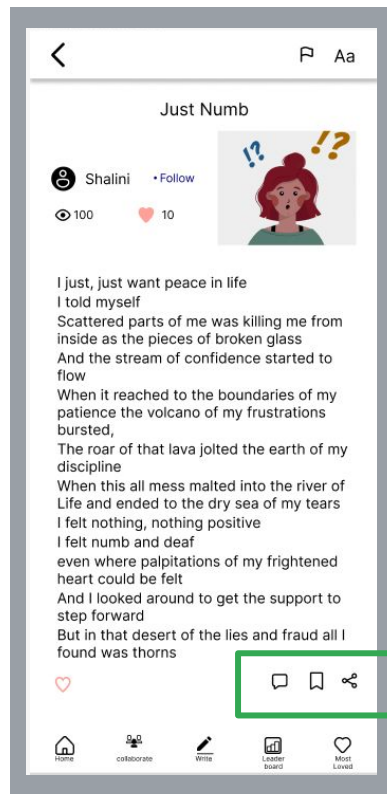 Aa
Just Numb
!?
!?
Shalini • Follow
100 10
I just, just want peace in life
I told myself
Scattered parts of me was killing me from
inside as the pieces of broken glass
And the stream of confidence started to
flow
When it reached to the boundaries of my
patience the volcano of my frustrations
bursted,
The roar of that lava jolted the earth of my
discipline
When this all mess malted into the river of
Life and ended to the dry sea of my tears
I felt nothing, nothing positive
I felt numb and deaf
even where palpitations of my frightened
heart could be felt
And I looked around to get the support to
step forward
But in that desert of the lies and fraud all I
found was thorns
Home
collaborate
Write
Leader
board
Most
Loved